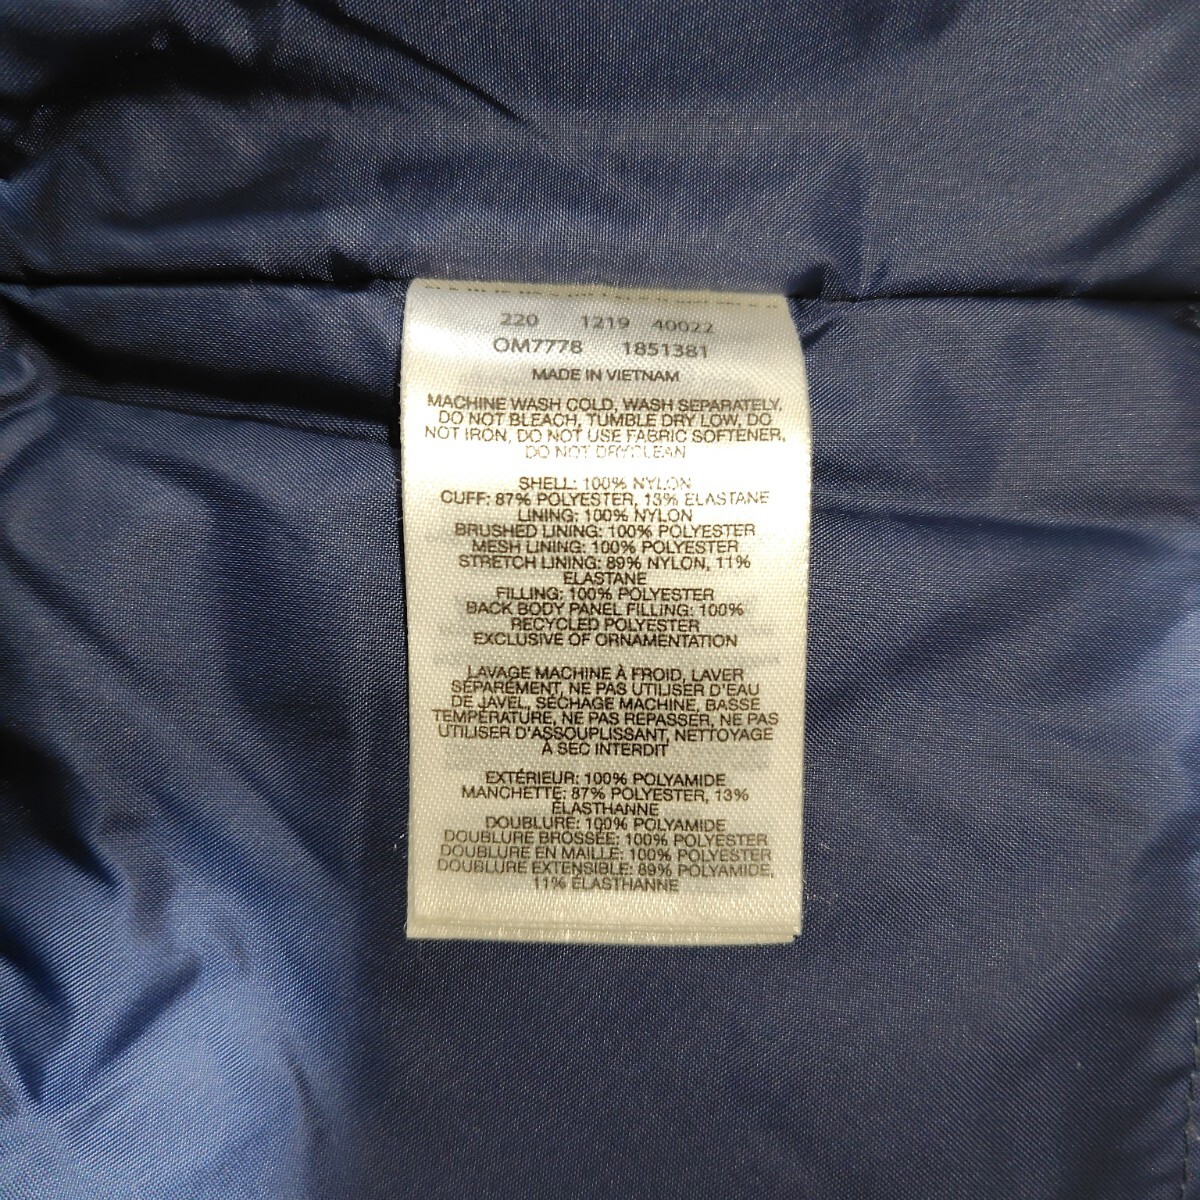 220 1219 40022
OM7778 1851381
MADE IN VIETNAM
MACHINE WASH COLD, WASH SEPARATELY,
DO NOT BLEACH, TUMBLE DRY LOW, DO
NOT IRON, DO NOT USE FABRIC SOFTENER,
DO NOT DRYCLEAN
SHELL: 100% NYLON
CUFF: 87% POLYESTER, 13% ELASTANE
LINING: 100% NYLON
BRUSHED LINING: 100% POLYESTER
MESH LINING: 100% POLYESTER
STRETCH LINING: 89% NYLON, 11%
ELASTANE
FILLING: 100% POLYESTER
BACK BODY PANEL FILLING: 100%
RECYCLED POLYESTER
EXCLUSIVE OF ORNAMENTATION
LAVAGE MACHINE À FROID, LAVER
SÉPARÉMENT, NE PAS UTILISER D'EAU
DE JAVEL, SÉCHAGE MACHINE, BASSE
TEMPÉRATURE, NE PAS REPASSER, NE PAS
UTILISER D'ASSOUPLISSANT, NETTOYAGE
À SEC INTERDIT
EXTÉRIEUR: 100% POLYAMIDE
MANCHETTE: 87% POLYESTER, 13%
ÉLASTHANNE
DOUBLURE: 100% POLYAMIDE
DOUBLURE BROSSÉE: 100% POLYESTER
DOUBLURE EN MAILLE: 100% POLYESTER
DOUBLURE EXTENSIBLE: 89% POLYAMIDE,
11% ÉLASTHANNE